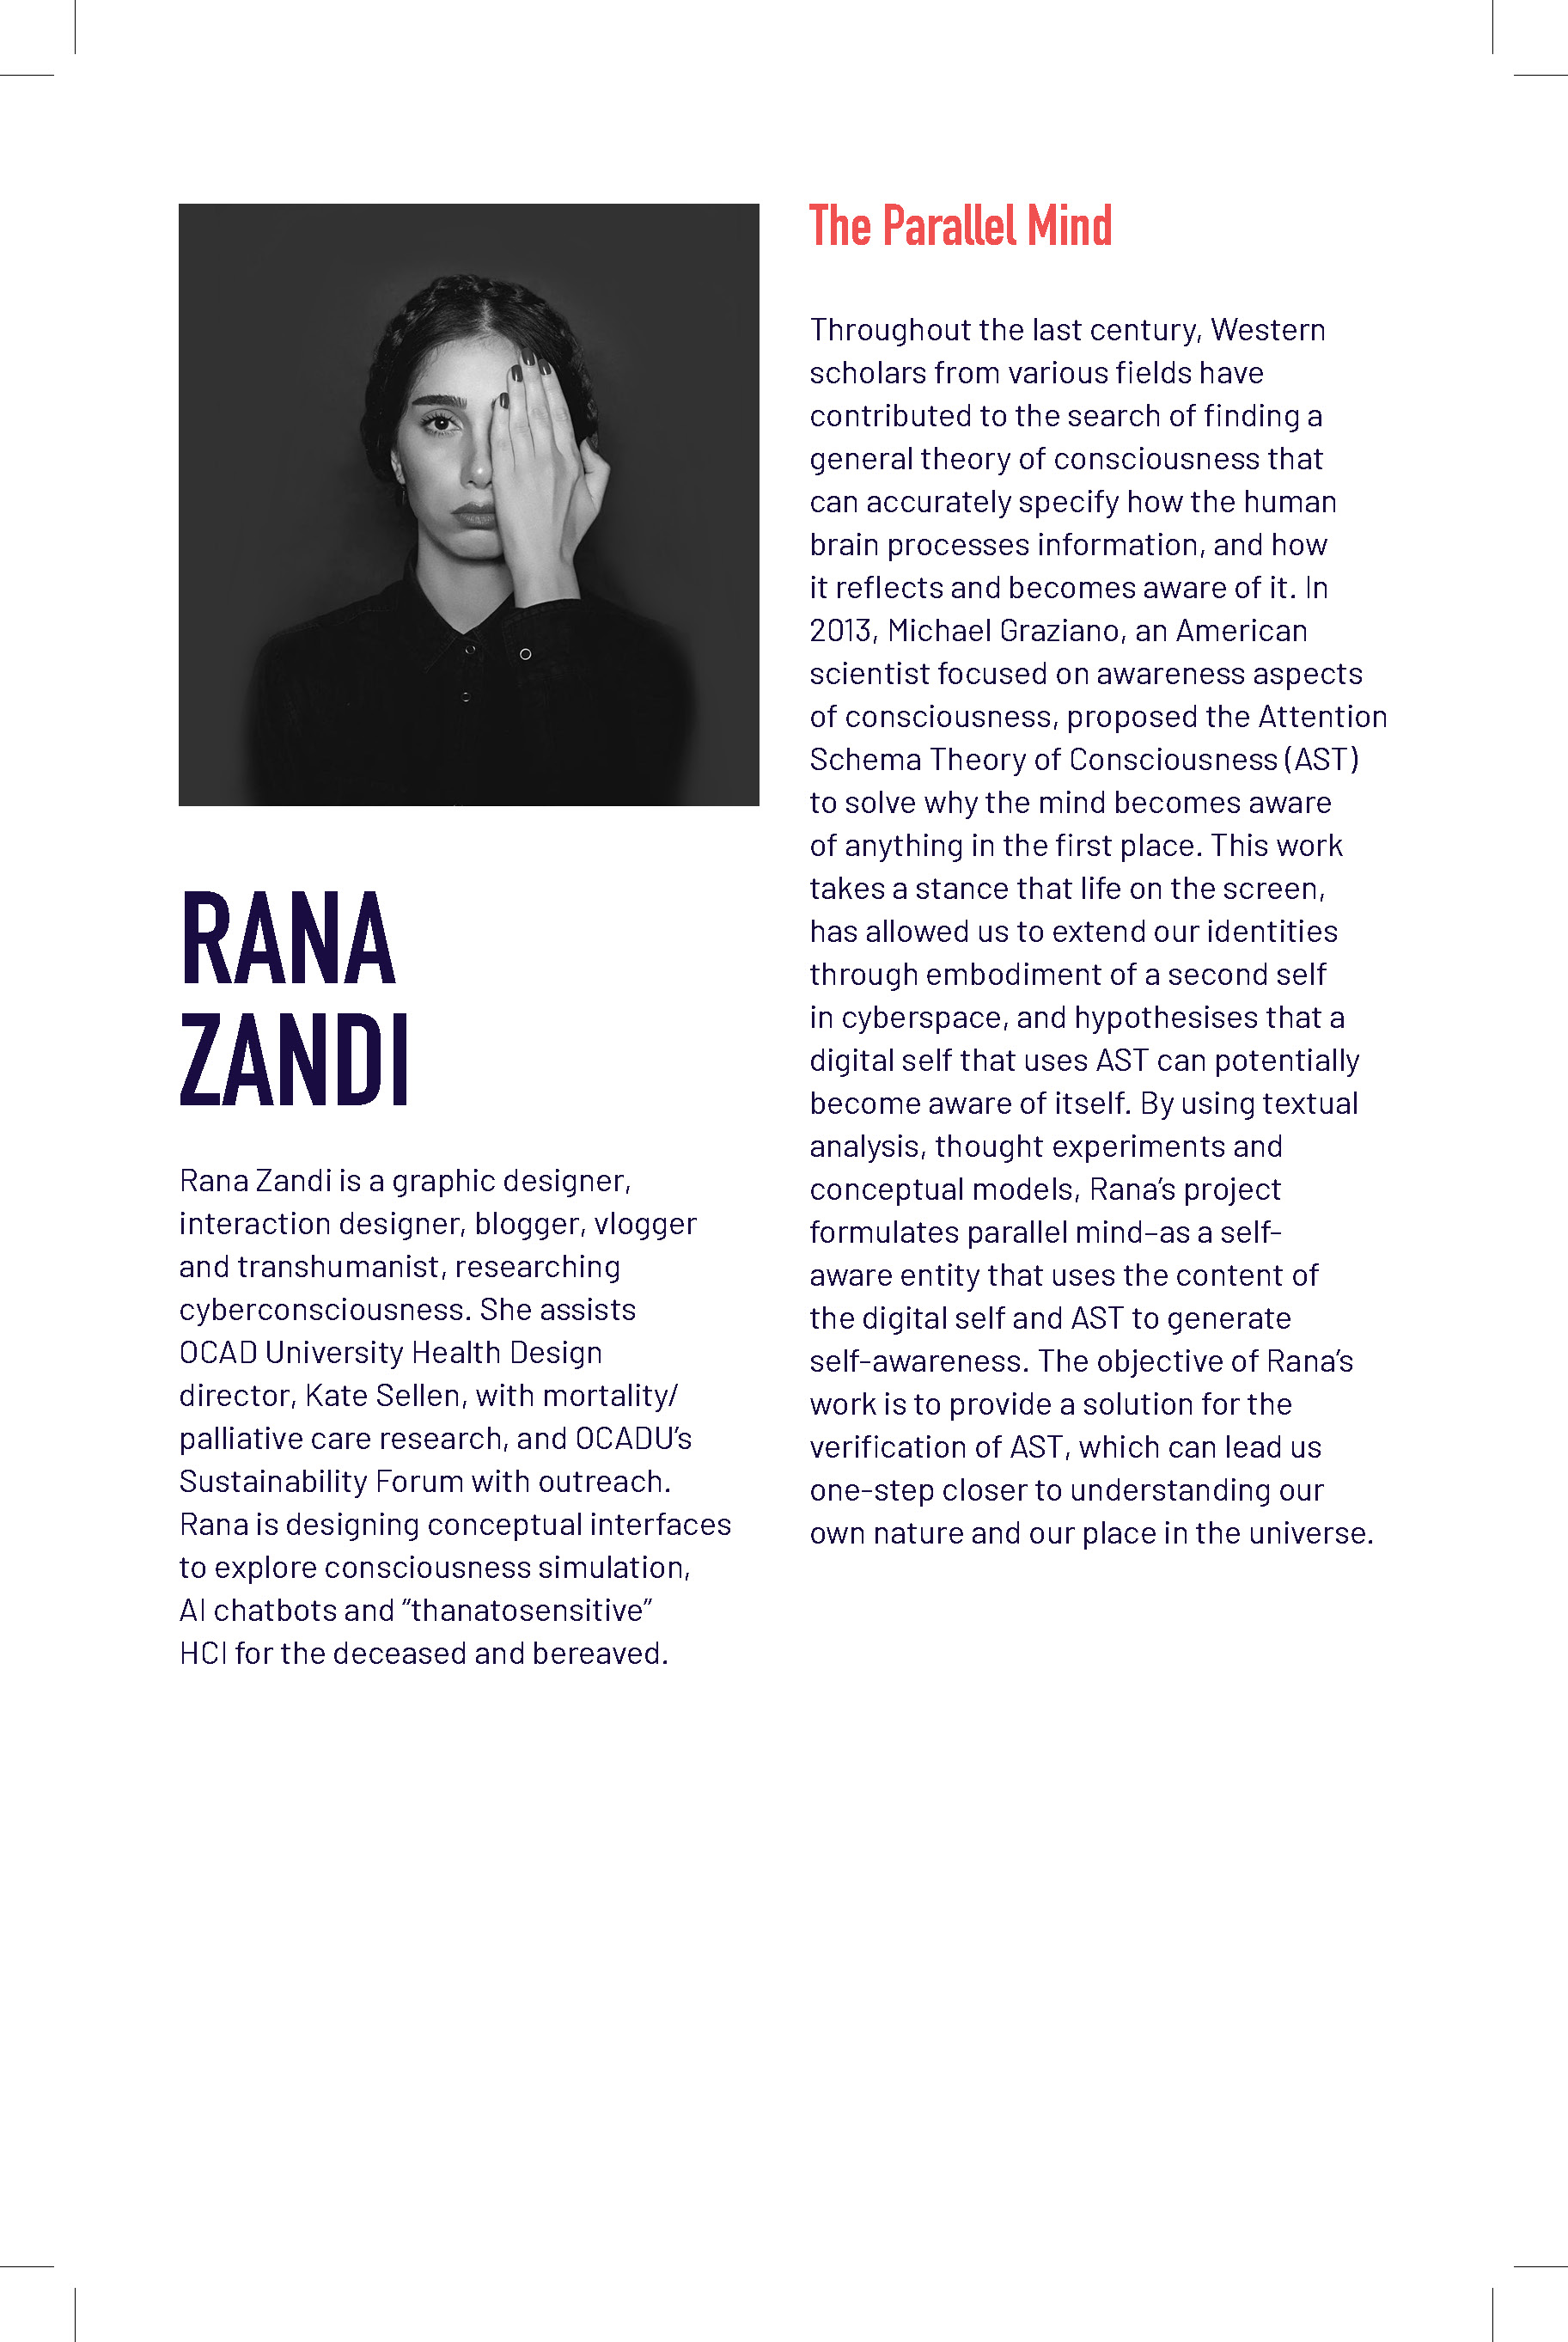 RANA
ZANDI
Rana Zandi is a graphic designer,
interaction designer, blogger, vlogger
and transhumanist, researching
cyberconsciousness. She assists
OCAD University Health Design
director, Kate Sellen, with mortality/
palliative care research, and OCADU’s
Sustainability Forum with outreach.
Rana is designing conceptual interfaces
to explore consciousness simulation,
AI chatbots and “thanatosensitive”
HCI for the deceased and bereaved.
The Parallel Mind
Throughout the last century, Western
scholars from various fields have
contributed to the search of finding a
general theory of consciousness that
can accurately specify how the human
brain processes information, and how
it reflects and becomes aware of it. In
2013, Michael Graziano, an American
scientist focused on awareness aspects
of consciousness, proposed the Attention
Schema Theory of Consciousness (AST)
to solve why the mind becomes aware
of anything in the first place. This work
takes a stance that life on the screen,
has allowed us to extend our identities
through embodiment of a second self
in cyberspace, and hypothesises that a
digital self that uses AST can potentially
become aware of itself. By using textual
analysis, thought experiments and
conceptual models, Rana’s project
formulates parallel mind–as a self-
aware entity that uses the content of
the digital self and AST to generate
self-awareness. The objective of Rana’s
work is to provide a solution for the
verification of AST, which can lead us
one-step closer to understanding our
own nature and our place in the universe.